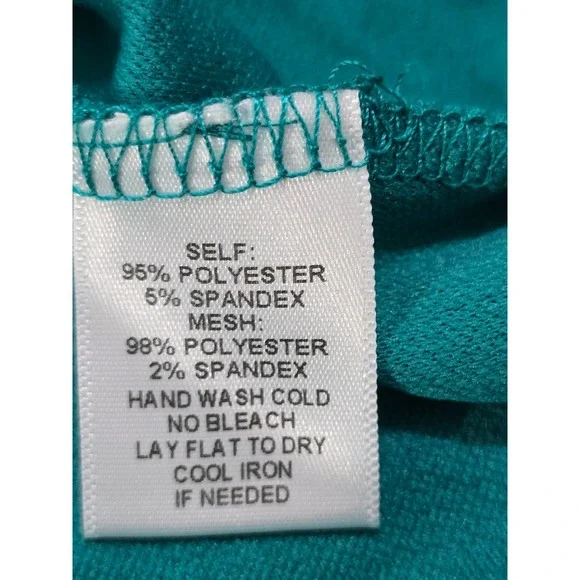 SELF:
95% POLYESTER
5% SPANDEX
MESH:
98% POLYESTER
2% SPANDEX
HAND WASH COLD
NO BLEACH
LAY FLAT TO DRY
COOL IRON
IF NEEDED